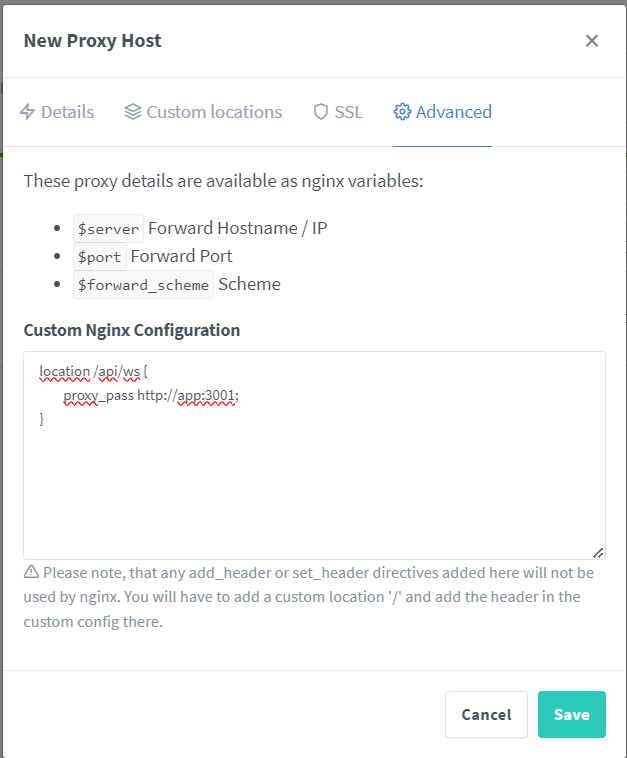 New Proxy Host
Details Custom locations SSL Advanced
These proxy details are available as nginx variables:
$server Forward Hostname / IP
$port Forward Port
$forward_scheme Scheme
Custom Nginx Configuration
location /api/ws {
proxy_pass http://app:3001;
}
Please note, that any add_header or set_header directives added here will not be
used by nginx. You will have to add a custom location '/' and add the header in the
custom config there.
Cancel Save